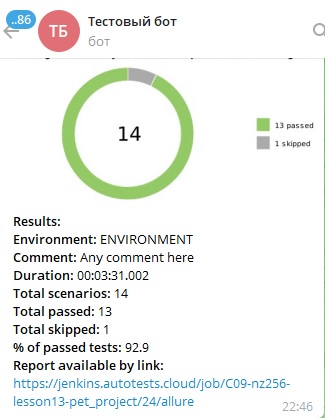 ..86
ТБ
Тестовый бот
бот
14
13 passed
1 skipped
Results:
Environment: ENVIRONMENT
Comment: Any comment here
Duration: 00:03:31.002
Total scenarios: 14
Total passed: 13
Total skipped: 1
% of passed tests: 92.9
Report available by link:
https://jenkins.autotests.cloud/job/C09-nz256-
lesson13-pet_project/24/allure
22:46